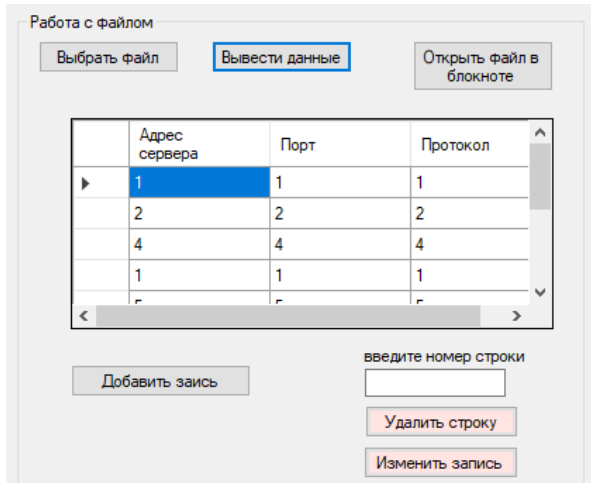 Работа с файлом
Выбрать файл Вывести данные Открыть файл в
блокноте
Адрес
сервера Порт Протокол
1 1 1
2 2 2
4 4 4
1 1 1
введите номер строки
Добавить заись
Удалить строку
Изменить запись